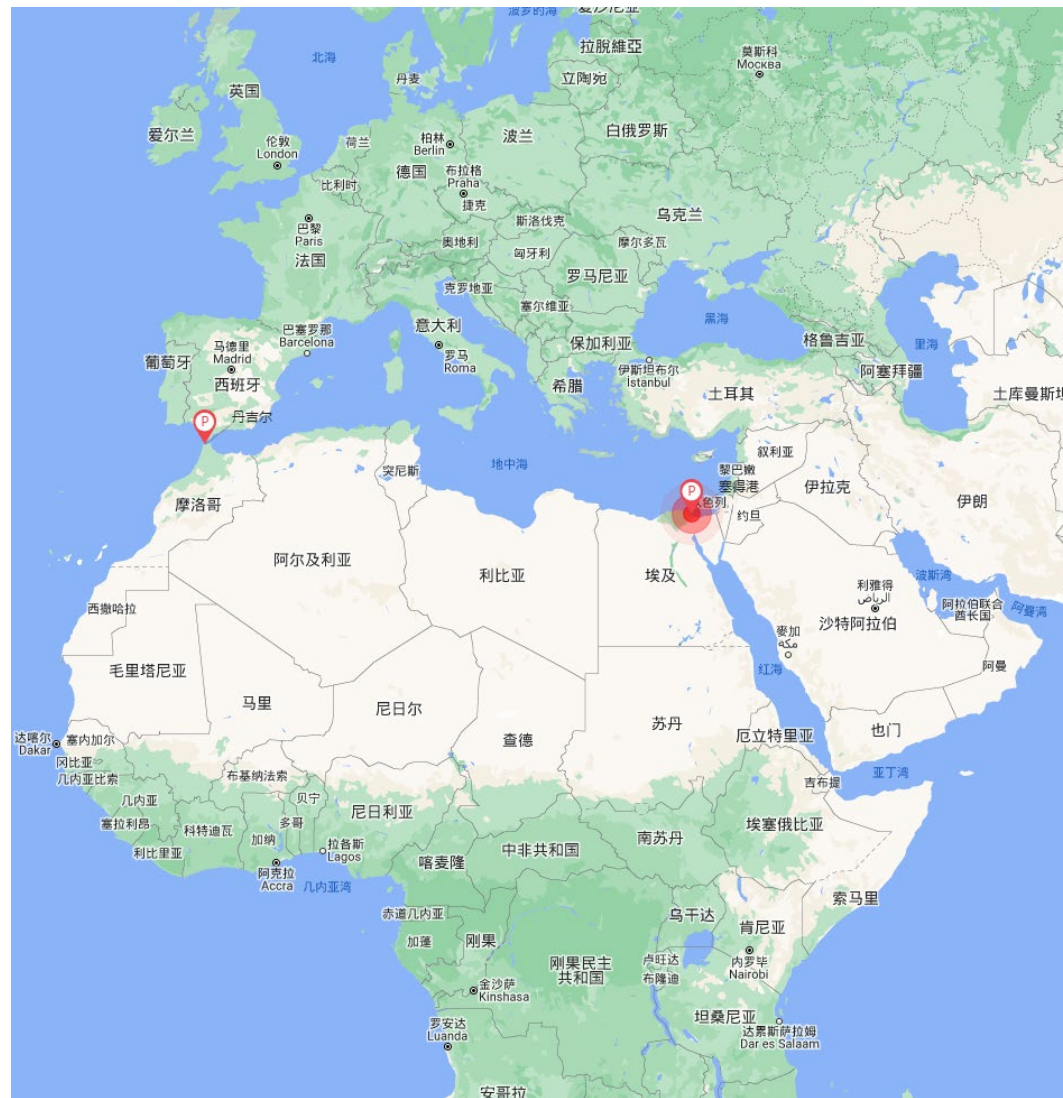 波罗的海
爱沙尼亚
拉脫維亞
北海
莫斯科
Москва
丹麦
立陶宛
英国
爱尔兰
白俄罗斯
伦敦
London
荷兰
柏林
Berlin
波兰
德国
布拉格
Praha
比利时
捷克
巴黎
Paris
斯洛伐克
乌克兰
奥地利
摩尔多瓦
法国
匈牙利
罗马尼亚
克罗地亚
塞尔维亚
巴塞罗那
Barcelona
意大利
黑海
马德里
Madrid
罗马
Roma
保加利亚
格鲁吉亚
里海
葡萄牙
伊斯坦布尔
İstanbul
阿塞拜疆
西班牙
希腊
土耳其
土库曼斯坦
丹吉尔
P
叙利亚
地中海
突尼斯
黎巴嫩
塞得港
伊拉克
P
摩洛哥
色列
伊朗
约旦
阿尔及利亚
利比亚
埃及
波斯湾
利雅得
الرياض
西撒哈拉
阿拉伯联合
酋长国
阿曼湾
沙特阿拉伯
麥加
مكة
毛里塔尼亚
红海
阿曼
马里
尼日尔
苏丹
也门
达喀尔
Dakar
塞内加尔
查德
厄立特里亚
冈比亚
亚丁湾
几内亚比索
布基纳法索
吉布提
几内亚
贝宁
尼日利亚
塞拉利昂
科特迪瓦
多哥
埃塞俄比亚
加纳
南苏丹
利比里亚
拉各斯
Lagos
中非共和国
喀麦隆
阿克拉
Accra
几内亚湾
索马里
赤道几内亚
乌干达
肯尼亚
加蓬
刚果
刚果民主
共和国
卢旺达
内罗毕
Nairobi
布隆迪
金沙萨
Kinshasa
坦桑尼亚
罗安达
Luanda
达累斯萨拉姆
Dar es Salaam
安哥拉